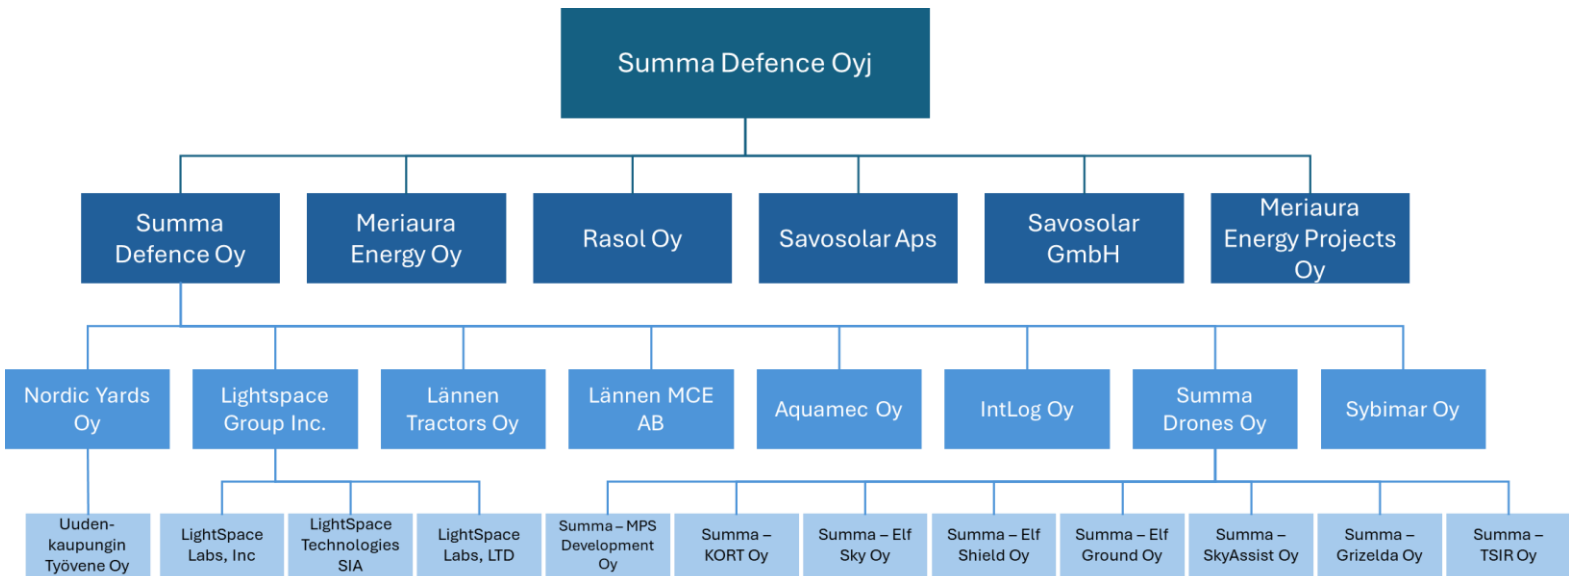 Summa Defence Oyj
Summa
Defence Oy
Meriaura
Energy Oy
Rasol Oy
Savosolar Aps
Savosolar
GmbH
Meriaura
Energy Projects
Oy
Nordic Yards
Oy
Lightspace
Group Inc.
Lännen
Tractors Oy
Lännen MCE
AB
Aquamec Oy
IntLog Oy
Summa
Drones Oy
Sybimar Oy
Uuden-
kaupungin
Työvene Oy
LightSpace
Labs, Inc
LightSpace
Technologies
SIA
LightSpace
Labs, LTD
Summa – MPS
Development
Oy
Summa –
KORT Oy
Summa – Elf
Sky Oy
Summa – Elf
Shield Oy
Summa – Elf
Ground Oy
Summa –
SkyAssist Oy
Summa –
Grizelda Oy
Summa –
TSIR Oy